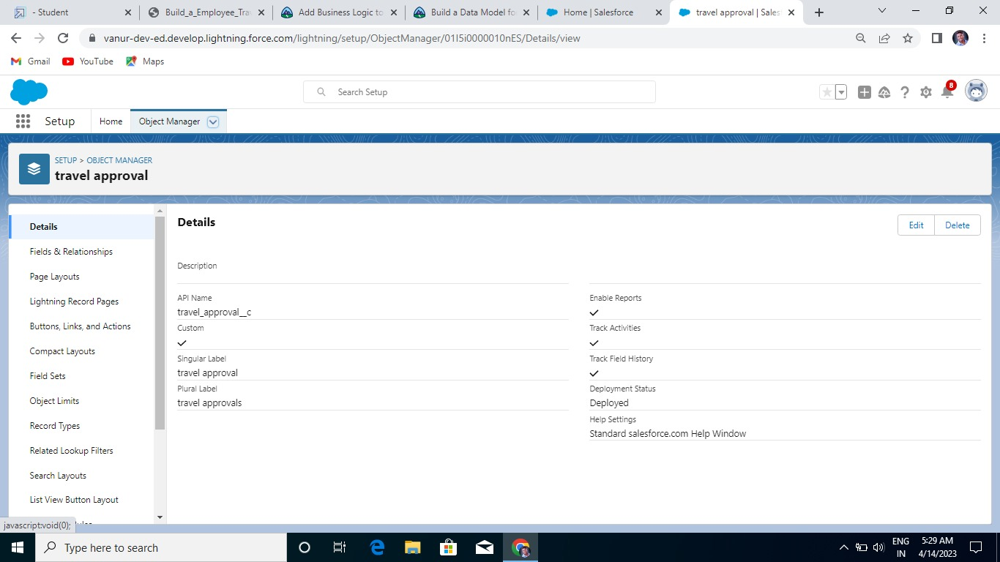 - Student
Build_a_Employee_Tra
Add Business Logic to
Build a Data Model fo
Home | Salesforce
travel approval | Sales
vanur-dev-ed.develop.lightning.force.com/lightning/setup/ObjectManager/01I5i0000010nES/Details/view
Gmail
YouTube
Maps
Search Setup
8
Setup
Home
Object Manager
SETUP > OBJECT MANAGER
travel approval
Details
Fields & Relationships
Page Layouts
Lightning Record Pages
Buttons, Links, and Actions
Compact Layouts
Field Sets
Object Limits
Record Types
Related Lookup Filters
Search Layouts
List View Button Layout
Details
Edit
Delete
Description
API Name
travel_approval__c
Custom
Singular Label
travel approval
Plural Label
travel approvals
Enable Reports
Track Activities
Track Field History
Deployment Status
Deployed
Help Settings
Standard salesforce.com Help Window
javascript:void(0);
Type here to search
ENG
IN
5:29 AM
4/14/2023